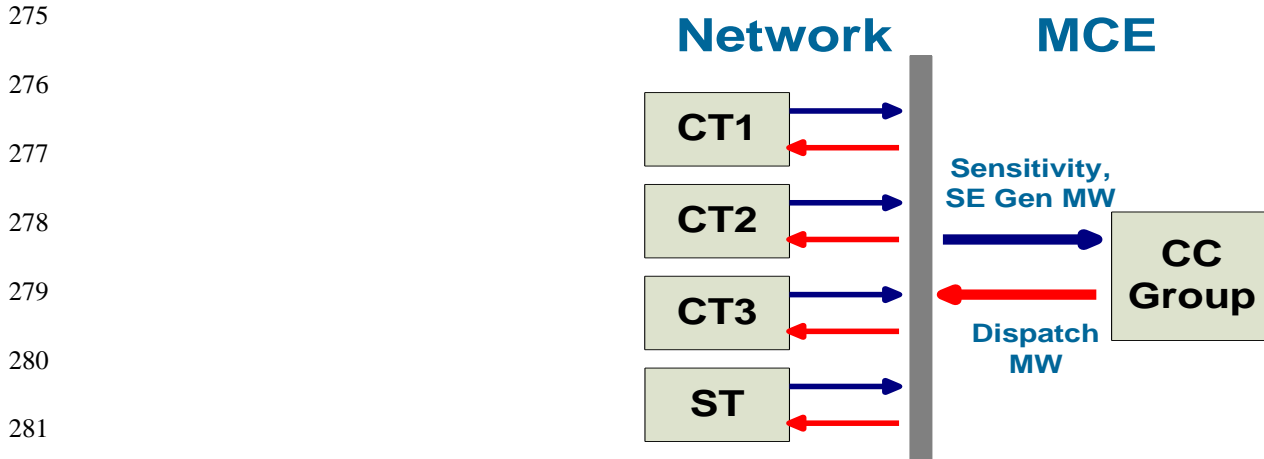 275
Network MCE
276
CT1
277
Sensitivity,
SE Gen MW
CT2
278
CC
Group
279
CT3
Dispatch
MW
280
ST
281